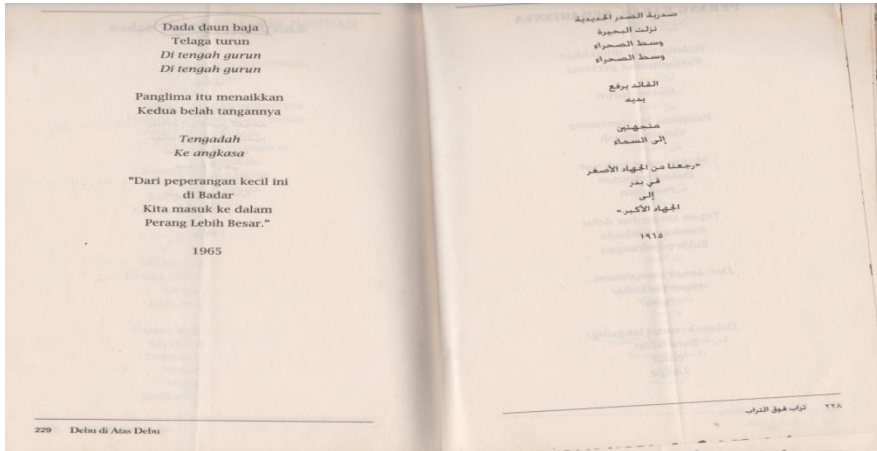 Dada daun baja
Telaga turun
Di tengah gurun
Di tengah gurun
Panglima itu menaikkan
Kedua belah tangannya
Tengadah
Ke angkasa
"Dari peperangan kecil ini
di Badar
Kita masuk ke dalam
Perang Lebih Besar."
1965
229 Debu di Atas Debu
صدرية الصدر الحديدية
نزلت البحيرة
وسط الصحراء
وسط الصحراء
القائد يرفع
يديه
متجهتين
إلى السماء
«رجعنا من الجهاد الأصغر
في بدر
إلى
الجهاد الأكبر.»
١٩٦٥
٢٢٨ تراب فوق التراب